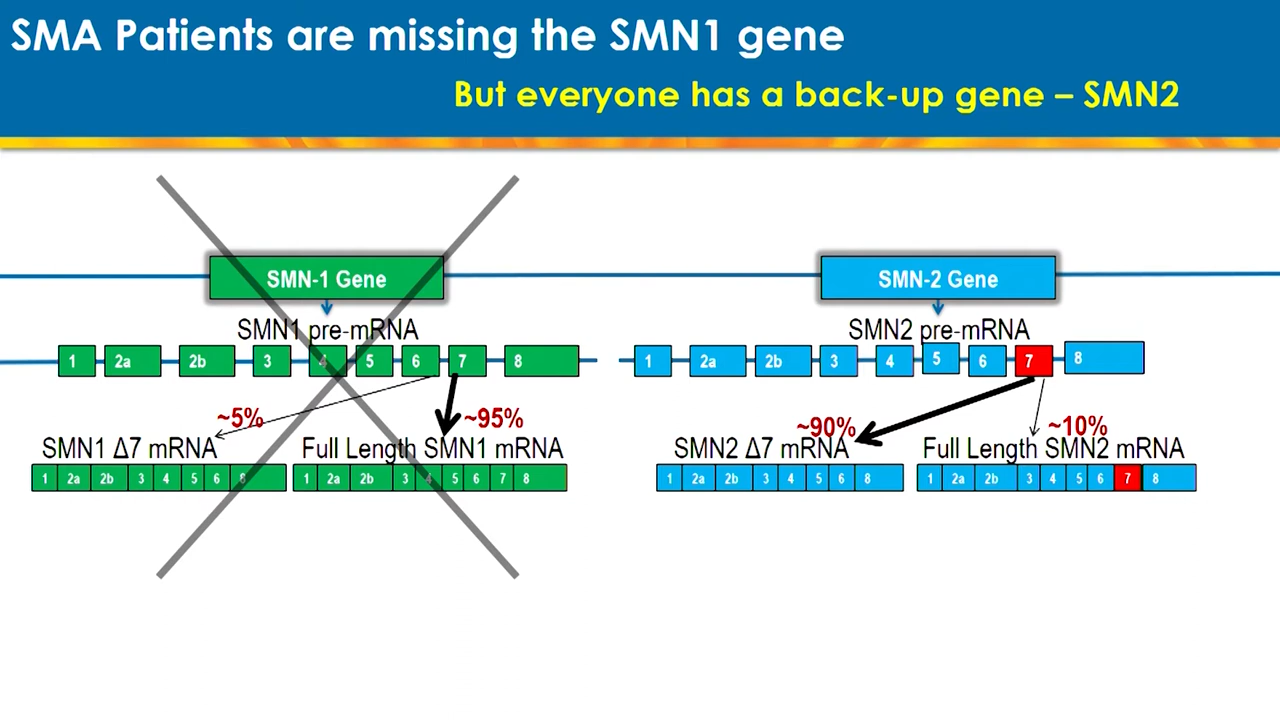 SMA Patients are missing the SMN1 gene
But everyone has a back-up gene – SMN2
SMN-1 Gene
SMN-2 Gene
SMN1 pre-mRNA
SMN2 pre-mRNA
1 2a 2b 3 4 5 6 7 8
1 2a 2b 3 4 5 6 7 8
~5%
~95%
~90%
~10%
SMN1 Δ7 mRNA
Full Length SMN1 mRNA
SMN2 Δ7 mRNA
Full Length SMN2 mRNA
1 2a 2b 3 4 5 6 8
1 2a 2b 3 4 5 6 7 8
1 2a 2b 3 4 5 6 8
1 2a 2b 3 4 5 6 7 8